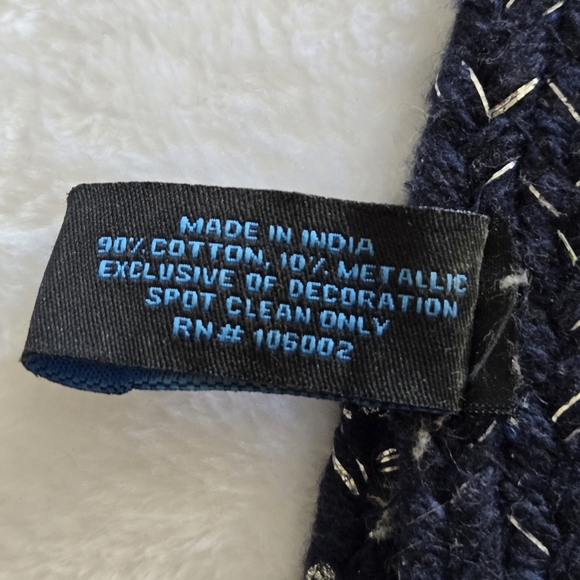 MADE IN INDIA
90% COTTON, 10% METALLIC
EXCLUSIVE OF DECORATION
SPOT CLEAN ONLY
RN# 106002